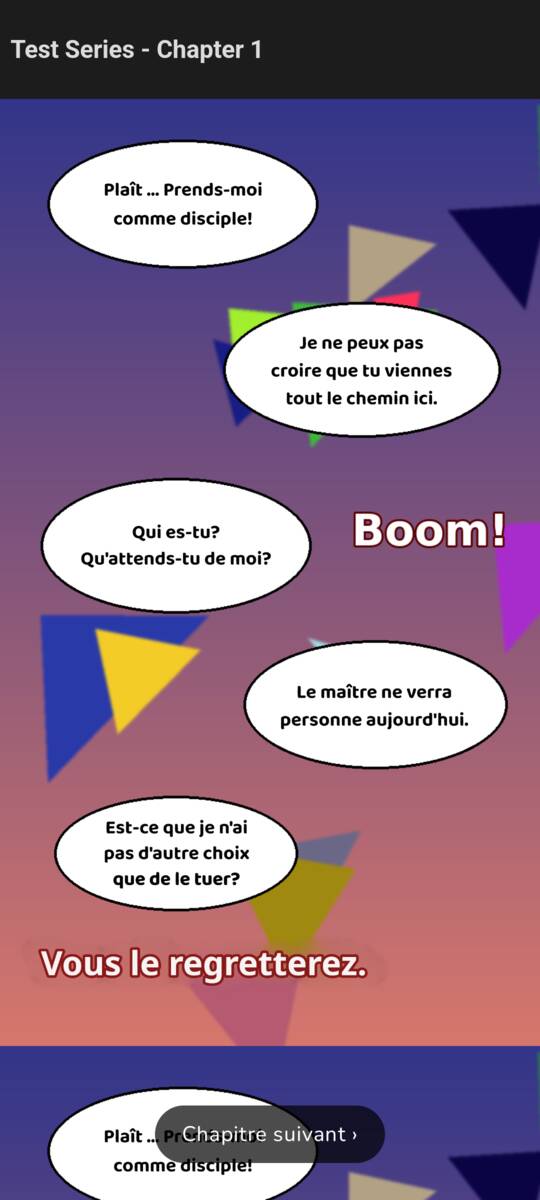 Test Series - Chapter 1
Plaît ... Prends-moi
comme disciple!
Je ne peux pas
croire que tu viennes
tout le chemin ici.
Qui es-tu?
Qu'attends-tu de moi?
Boom!
Le maître ne verra
personne aujourd'hui.
Est-ce que je n'ai
pas d'autre choix
que de le tuer?
Vous le regretterez.
Plaît ...
Chapitre suivant ›
comme disciple!